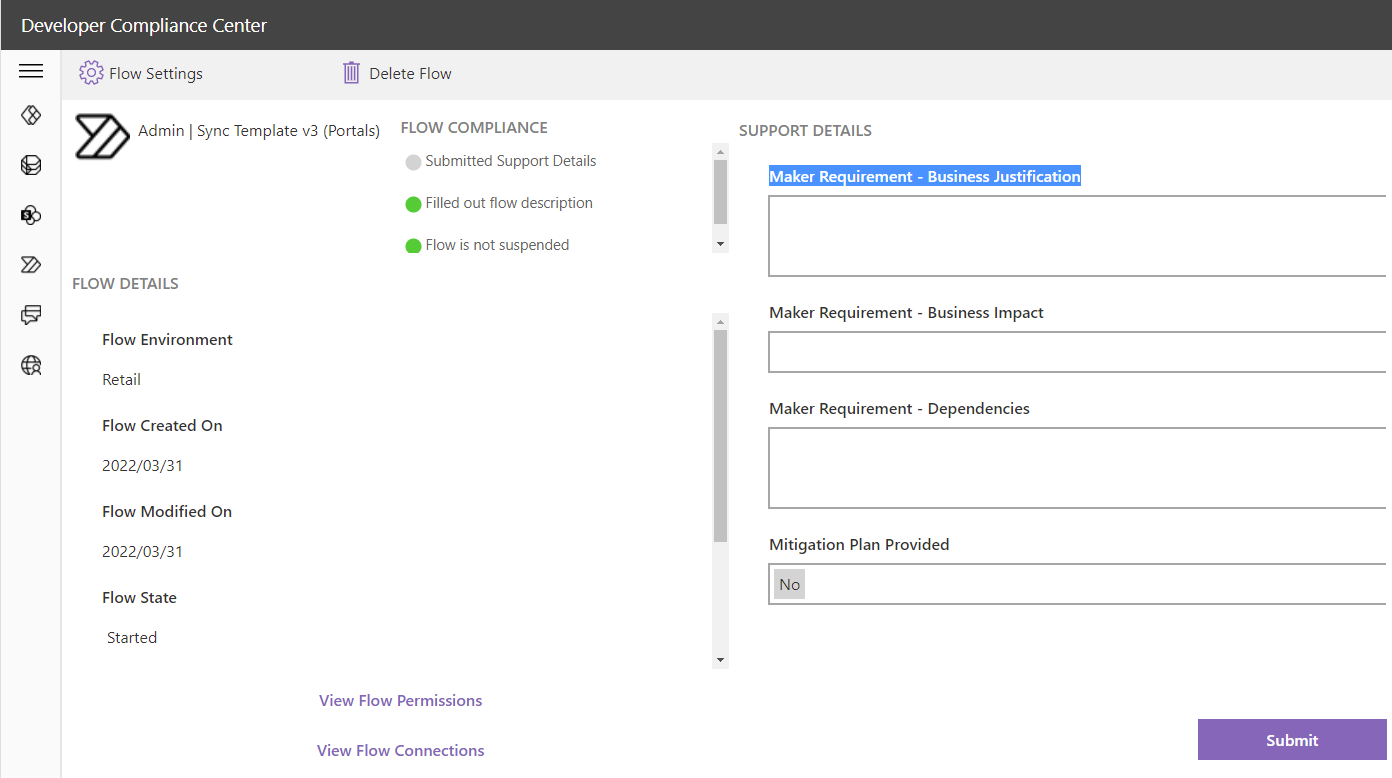 Developer Compliance Center
Flow Settings
Delete Flow
Admin | Sync Template v3 (Portals)
FLOW COMPLIANCE
Submitted Support Details
Filled out flow description
Flow is not suspended
FLOW DETAILS
Flow Environment
Retail
Flow Created On
2022/03/31
Flow Modified On
2022/03/31
Flow State
Started
View Flow Permissions
View Flow Connections
SUPPORT DETAILS
Maker Requirement - Business Justification
Maker Requirement - Business Impact
Maker Requirement - Dependencies
Mitigation Plan Provided
No
Submit